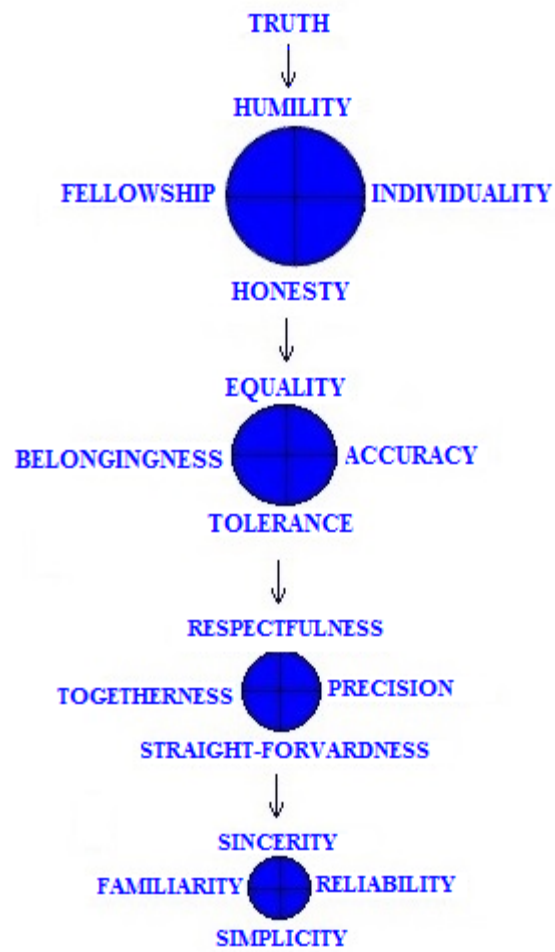 TRUTH
HUMILITY
FELLOWSHIP INDIVIDUALITY
HONESTY
EQUALITY
BELONGINGNESS ACCURACY
TOLERANCE
RESPECTFULNESS
TOGETHERNESS PRECISION
STRAIGHT-FORVARDNESS
SINCERITY
FAMILIARITY RELIABILITY
SIMPLICITY